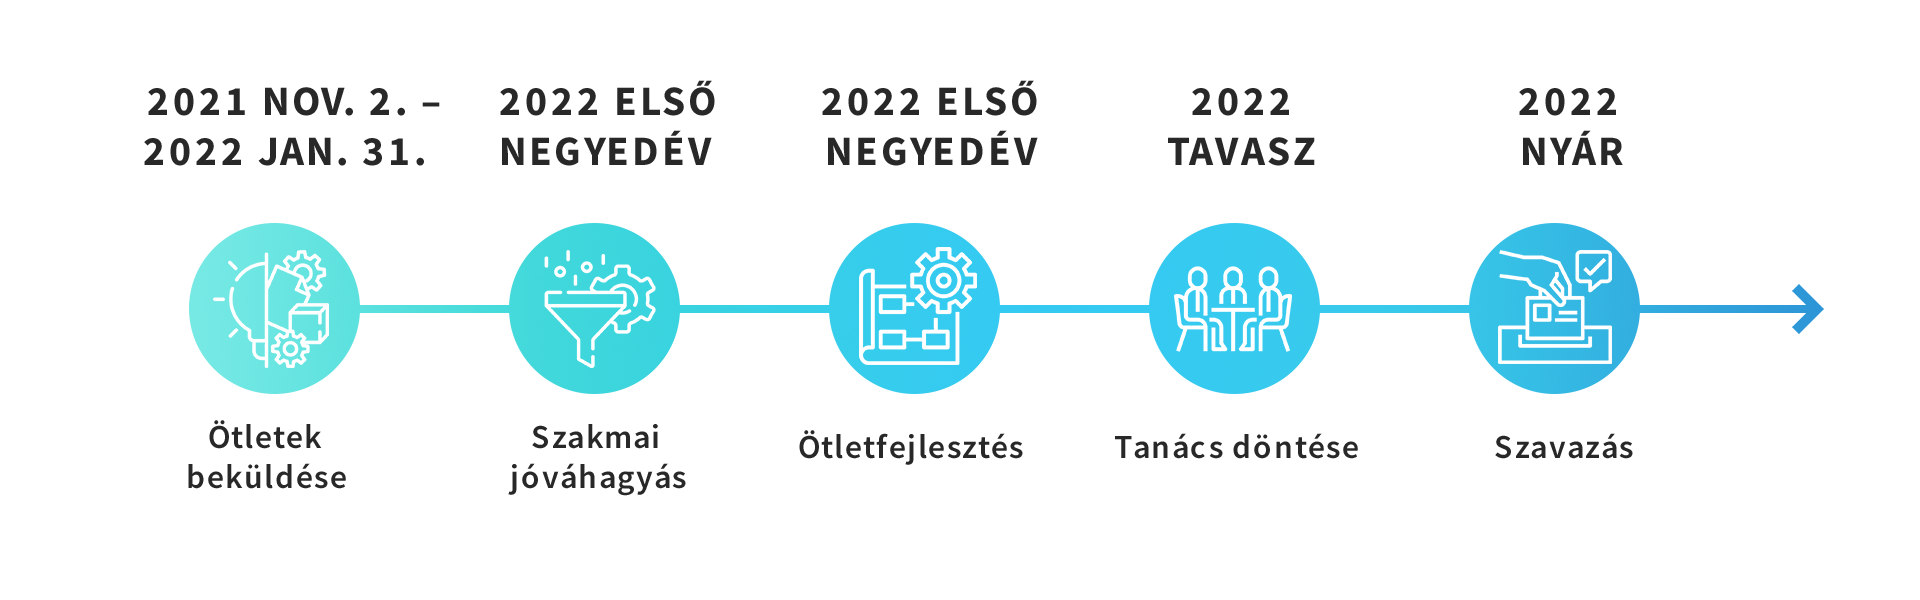 2021 NOV. 2. –
2022 JAN. 31.
2022 ELSŐ
NEGYEDÉV
2022 ELSŐ
NEGYEDÉV
2022
TAVASZ
2022
NYÁR
Ötletek
beküldése
Szakmai
jóváhagyás
Ötletfejlesztés
Tanács döntése
Szavazás